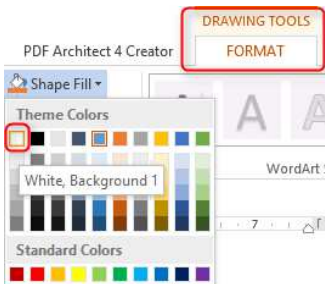 DRAWING TOOLS
PDF Architect 4 Creator
FORMAT
Shape Fill
Theme Colors
A
A
White, Background 1
WordArt
7
Standard Colors